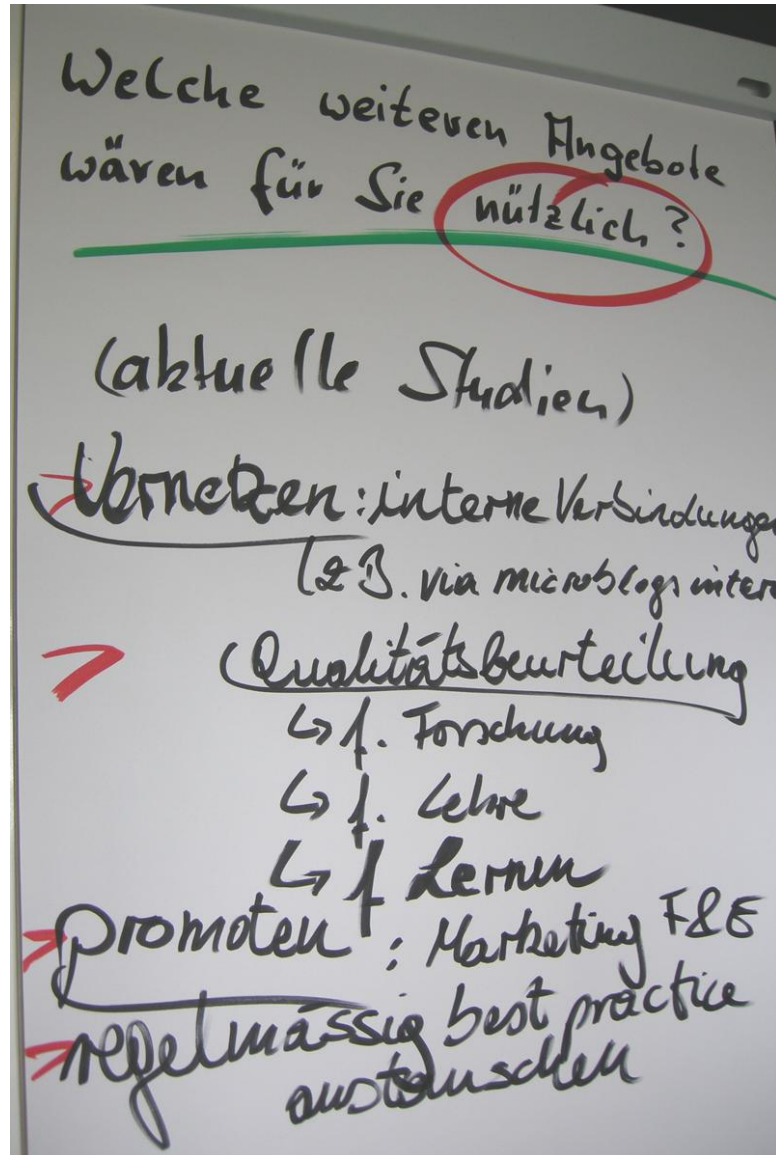 Welche weiteren Angebote
wären für Sie nützlich?
(aktuelle Studien)
Vernetzen: interne Verbindungen
(z B. via microblogs intern
Qualitätsbeurteilung
↳ f. Forschung
↳ f. Lehre
↳ f Lernen
promoten: Marketing F&E
regelmässig best practice
austauschen